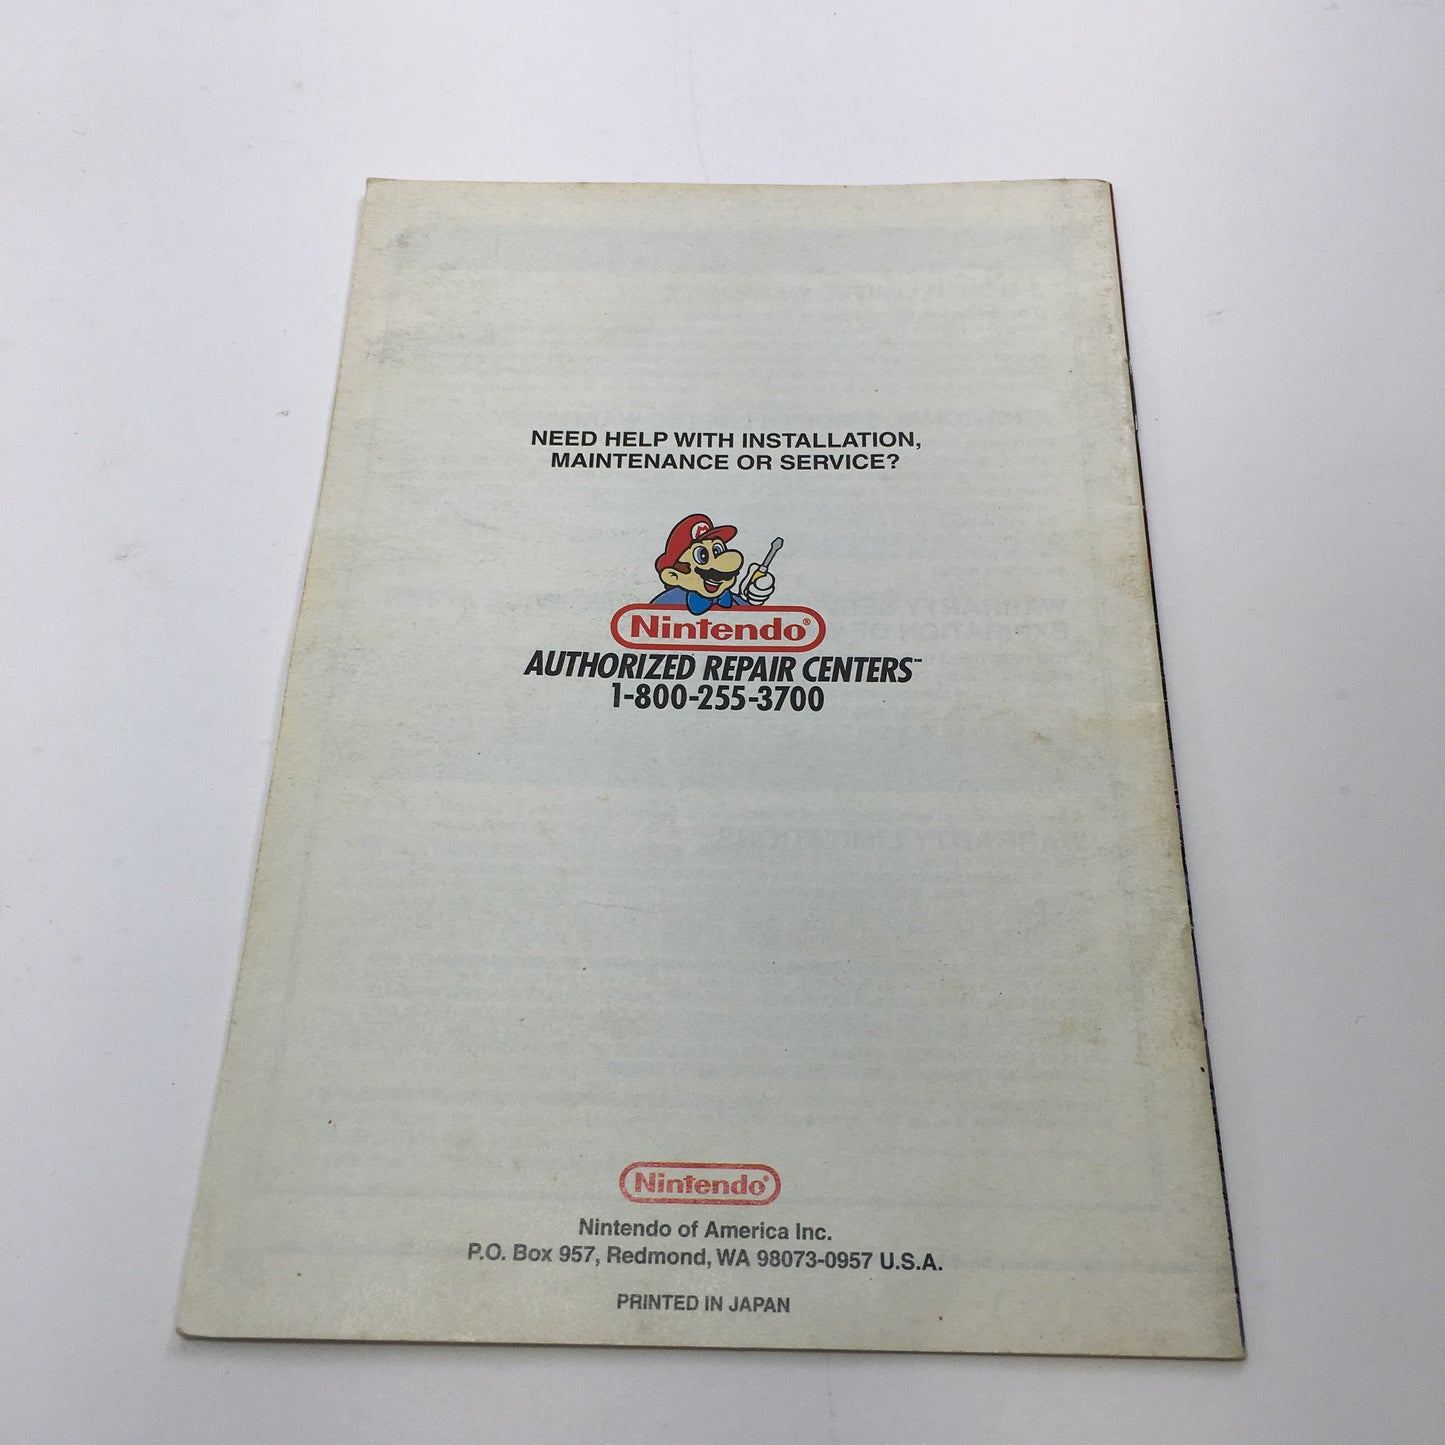 NEED HELP WITH INSTALLATION,
MAINTENANCE OR SERVICE?
M
Nintendo®
AUTHORIZED REPAIR CENTERS™
1-800-255-3700
Nintendo®
Nintendo of America Inc.
P.O. Box 957, Redmond, WA 98073-0957 U.S.A.
PRINTED IN JAPAN